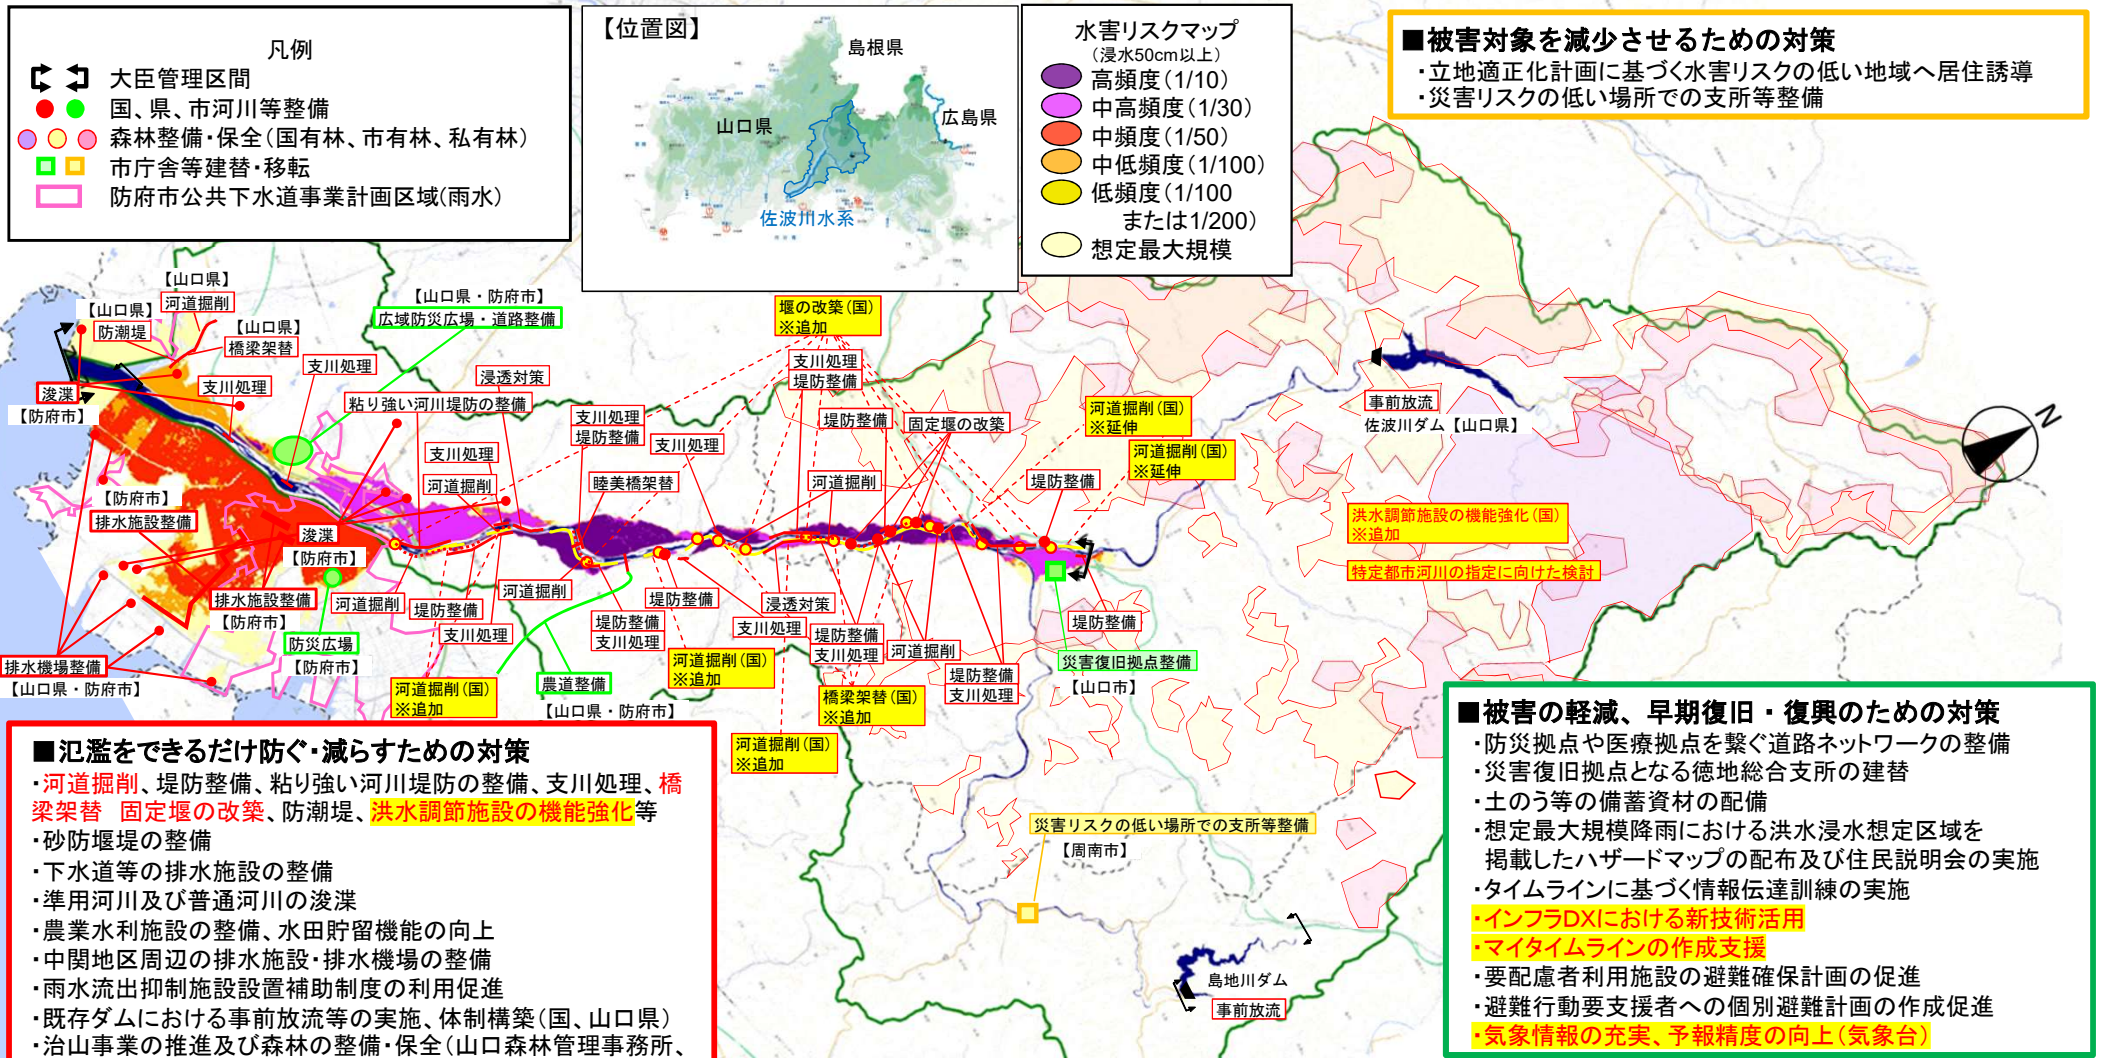 凡例
大臣管理区間
国、県、市河川等整備
森林整備・保全(国有林、市有林、私有林)
市庁舎等建替・移転
防府市公共下水道事業計画区域(雨水)
【位置図】
島根県
山口県
広島県
佐波川水系
水害リスクマップ
(浸水50cm以上)
高頻度(1/10)
中高頻度(1/30)
中頻度(1/50)
中低頻度(1/100)
低頻度(1/100
または1/200)
想定最大規模
■被害対象を減少させるための対策
・立地適正化計画に基づく水害リスクの低い地域へ居住誘導
・災害リスクの低い場所での支所等整備
【山口県】
河道掘削
【山口県】
防潮堤
【山口県】
橋梁架替
【山口県・防府市】
広域防災広場・道路整備
堰の改築(国)
※追加
支川処理
堤防整備
支川処理
支川処理
浸透対策
浚渫
【防府市】
粘り強い河川堤防の整備
支川処理
堤防整備
支川処理
堤防整備
固定堰の改築
河道掘削(国)
※延伸
河道掘削(国)
※延伸
事前放流
佐波川ダム【山口県】
N
支川処理
河道掘削
睦美橋架替
河道掘削
堤防整備
【防府市】
排水施設整備
浚渫
【防府市】
洪水調節施設の機能強化(国)
※追加
特定都市河川の指定に向けた検討
排水施設整備
【防府市】
河道掘削
堤防整備
支川処理
河道掘削
堤防整備
支川処理
堤防整備
浸透対策
支川処理
堤防整備
支川処理
河道掘削
堤防整備
支川処理
堤防整備
防災広場
【防府市】
排水機場整備
【山口県・防府市】
河道掘削(国)
※追加
農道整備
【山口県・防府市】
河道掘削(国)
※追加
河道掘削(国)
※追加
橋梁架替(国)
※追加
災害復旧拠点整備
【山口市】
災害リスクの低い場所での支所等整備
【周南市】
島地川ダム
事前放流
■氾濫をできるだけ防ぐ・減らすための対策
・河道掘削、堤防整備、粘り強い河川堤防の整備、支川処理、橋
梁架替 固定堰の改築、防潮堤、洪水調節施設の機能強化等
・砂防堰堤の整備
・下水道等の排水施設の整備
・準用河川及び普通河川の浚渫
・農業水利施設の整備、水田貯留機能の向上
・中関地区周辺の排水施設・排水機場の整備
・雨水流出抑制施設設置補助制度の利用促進
・既存ダムにおける事前放流等の実施、体制構築(国、山口県)
・治山事業の推進及び森林の整備・保全(山口森林管理事務所、
■被害の軽減、早期復旧・復興のための対策
・防災拠点や医療拠点を繋ぐ道路ネットワークの整備
・災害復旧拠点となる徳地総合支所の建替
・土のう等の備蓄資材の配備
・想定最大規模降雨における洪水浸水想定区域を
掲載したハザードマップの配布及び住民説明会の実施
・タイムラインに基づく情報伝達訓練の実施
・インフラDXにおける新技術活用
・マイタイムラインの作成支援
・要配慮者利用施設の避難確保計画の促進
・避難行動要支援者への個別避難計画の作成促進
・気象情報の充実、予報精度の向上(気象台)